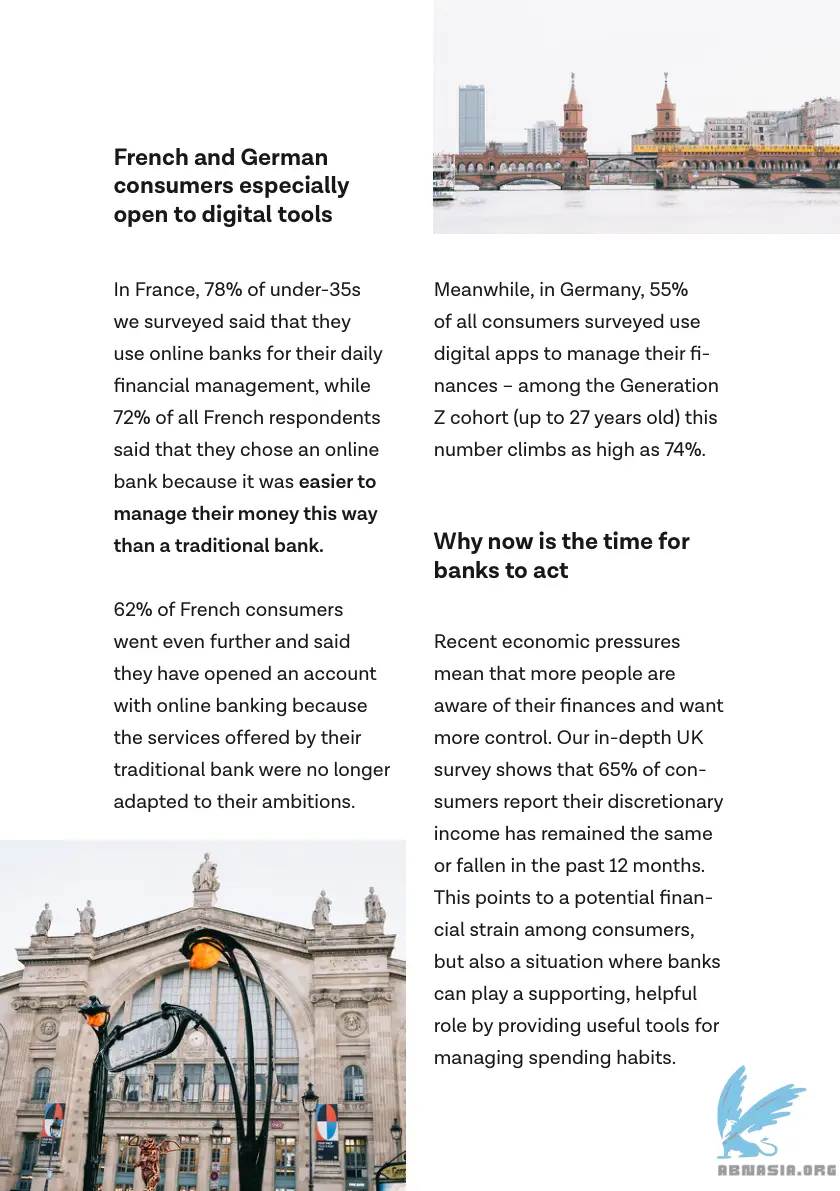 French and German
consumers especially
open to digital tools
In France, 78% of under-35s
we surveyed said that they
use online banks for their daily
financial management, while
72% of all French respondents
said that they chose an online
bank because it was easier to
manage their money this way
than a traditional bank.
62% of French consumers
went even further and said
they have opened an account
with online banking because
the services offered by their
traditional bank were no longer
adapted to their ambitions.
Meanwhile, in Germany, 55%
of all consumers surveyed use
digital apps to manage their fi-
nances – among the Generation
Z cohort (up to 27 years old) this
number climbs as high as 74%.
Why now is the time for
banks to act
Recent economic pressures
mean that more people are
aware of their finances and want
more control. Our in-depth UK
survey shows that 65% of con-
sumers report their discretionary
income has remained the same
or fallen in the past 12 months.
This points to a potential finan-
cial strain among consumers,
but also a situation where banks
can play a supporting, helpful
role by providing useful tools for
managing spending habits.
ABNASIA.ORG